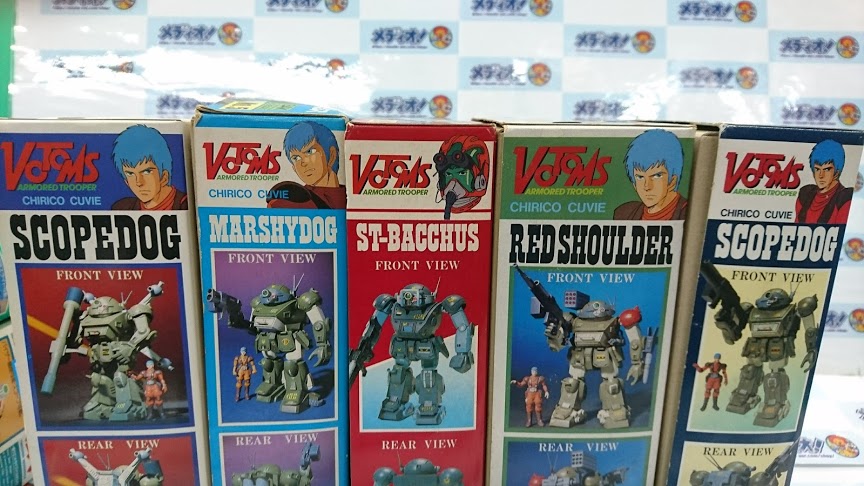 メディオ!
VOTOMS
ARMORED TROOPER
CHIRICO CUVIE
SCOPEDOG
FRONT VIEW
REAR VIEW
VOTOMS
ARMORED TROOPER
CHIRICO CUVIE
MARSHYDOG
FRONT VIEW
REAR VIEW
VOTOMS
ARMORED TROOPER
ST-BACCHUS
FRONT VIEW
REAR VIEW
VOTOMS
ARMORED TROOPER
CHIRICO CUVIE
RED SHOULDER
FRONT VIEW
REAR VIEW
VOTOMS
ARMORED TROOPER
CHIRICO CUVIE
SCOPEDOG
FRONT VIEW
REAR VIEW